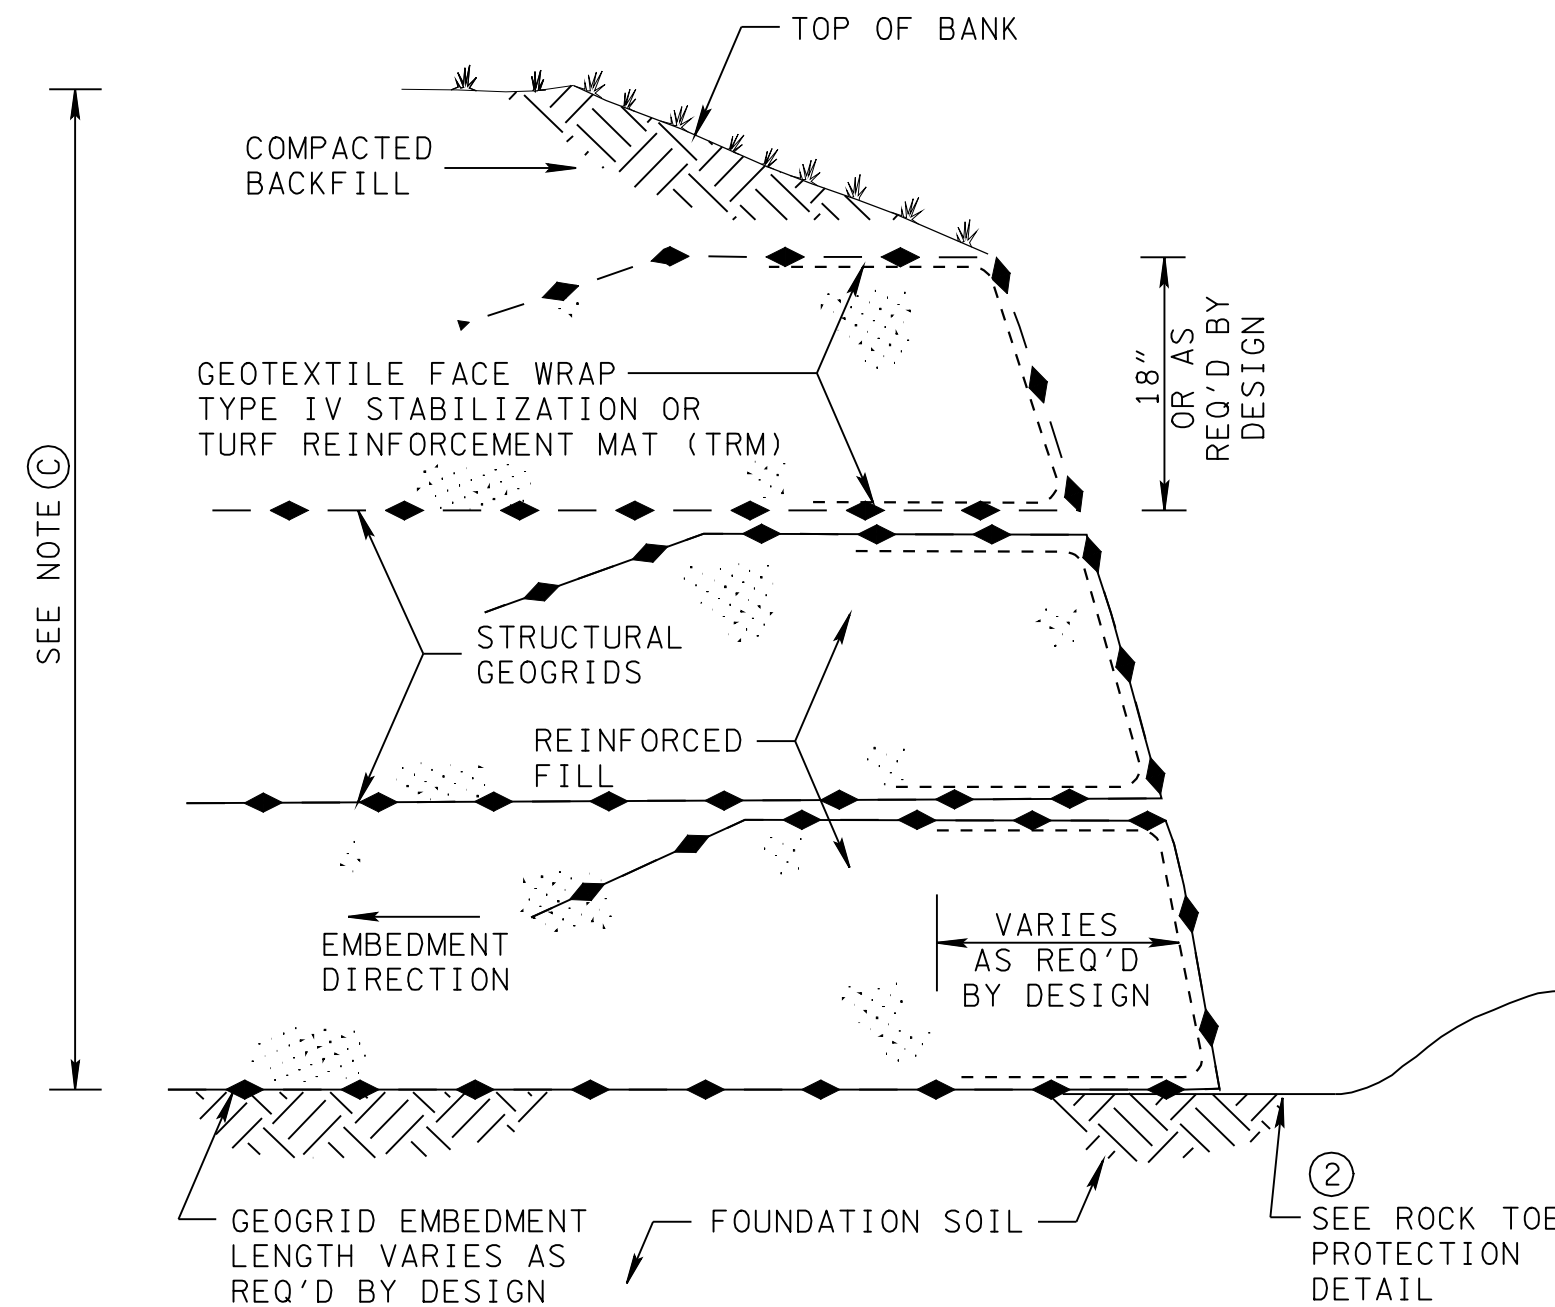 TOP OF BANK
COMPACTED
BACKFILL
GEOTEXTILE FACE WRAP
TYPE IV STABILIZATION OR
TURF REINFORCEMENT MAT (TRM)
18"
OR AS
REQ'D BY
DESIGN
SEE NOTE C
STRUCTURAL
GEOGRIDS
REINFORCED
FILL
EMBEDMENT
DIRECTION
VARIES
AS REQ'D
BY DESIGN
GEOGRID EMBEDMENT
LENGTH VARIES AS
REQ'D BY DESIGN
FOUNDATION SOIL
2
SEE ROCK TOE
PROTECTION
DETAIL